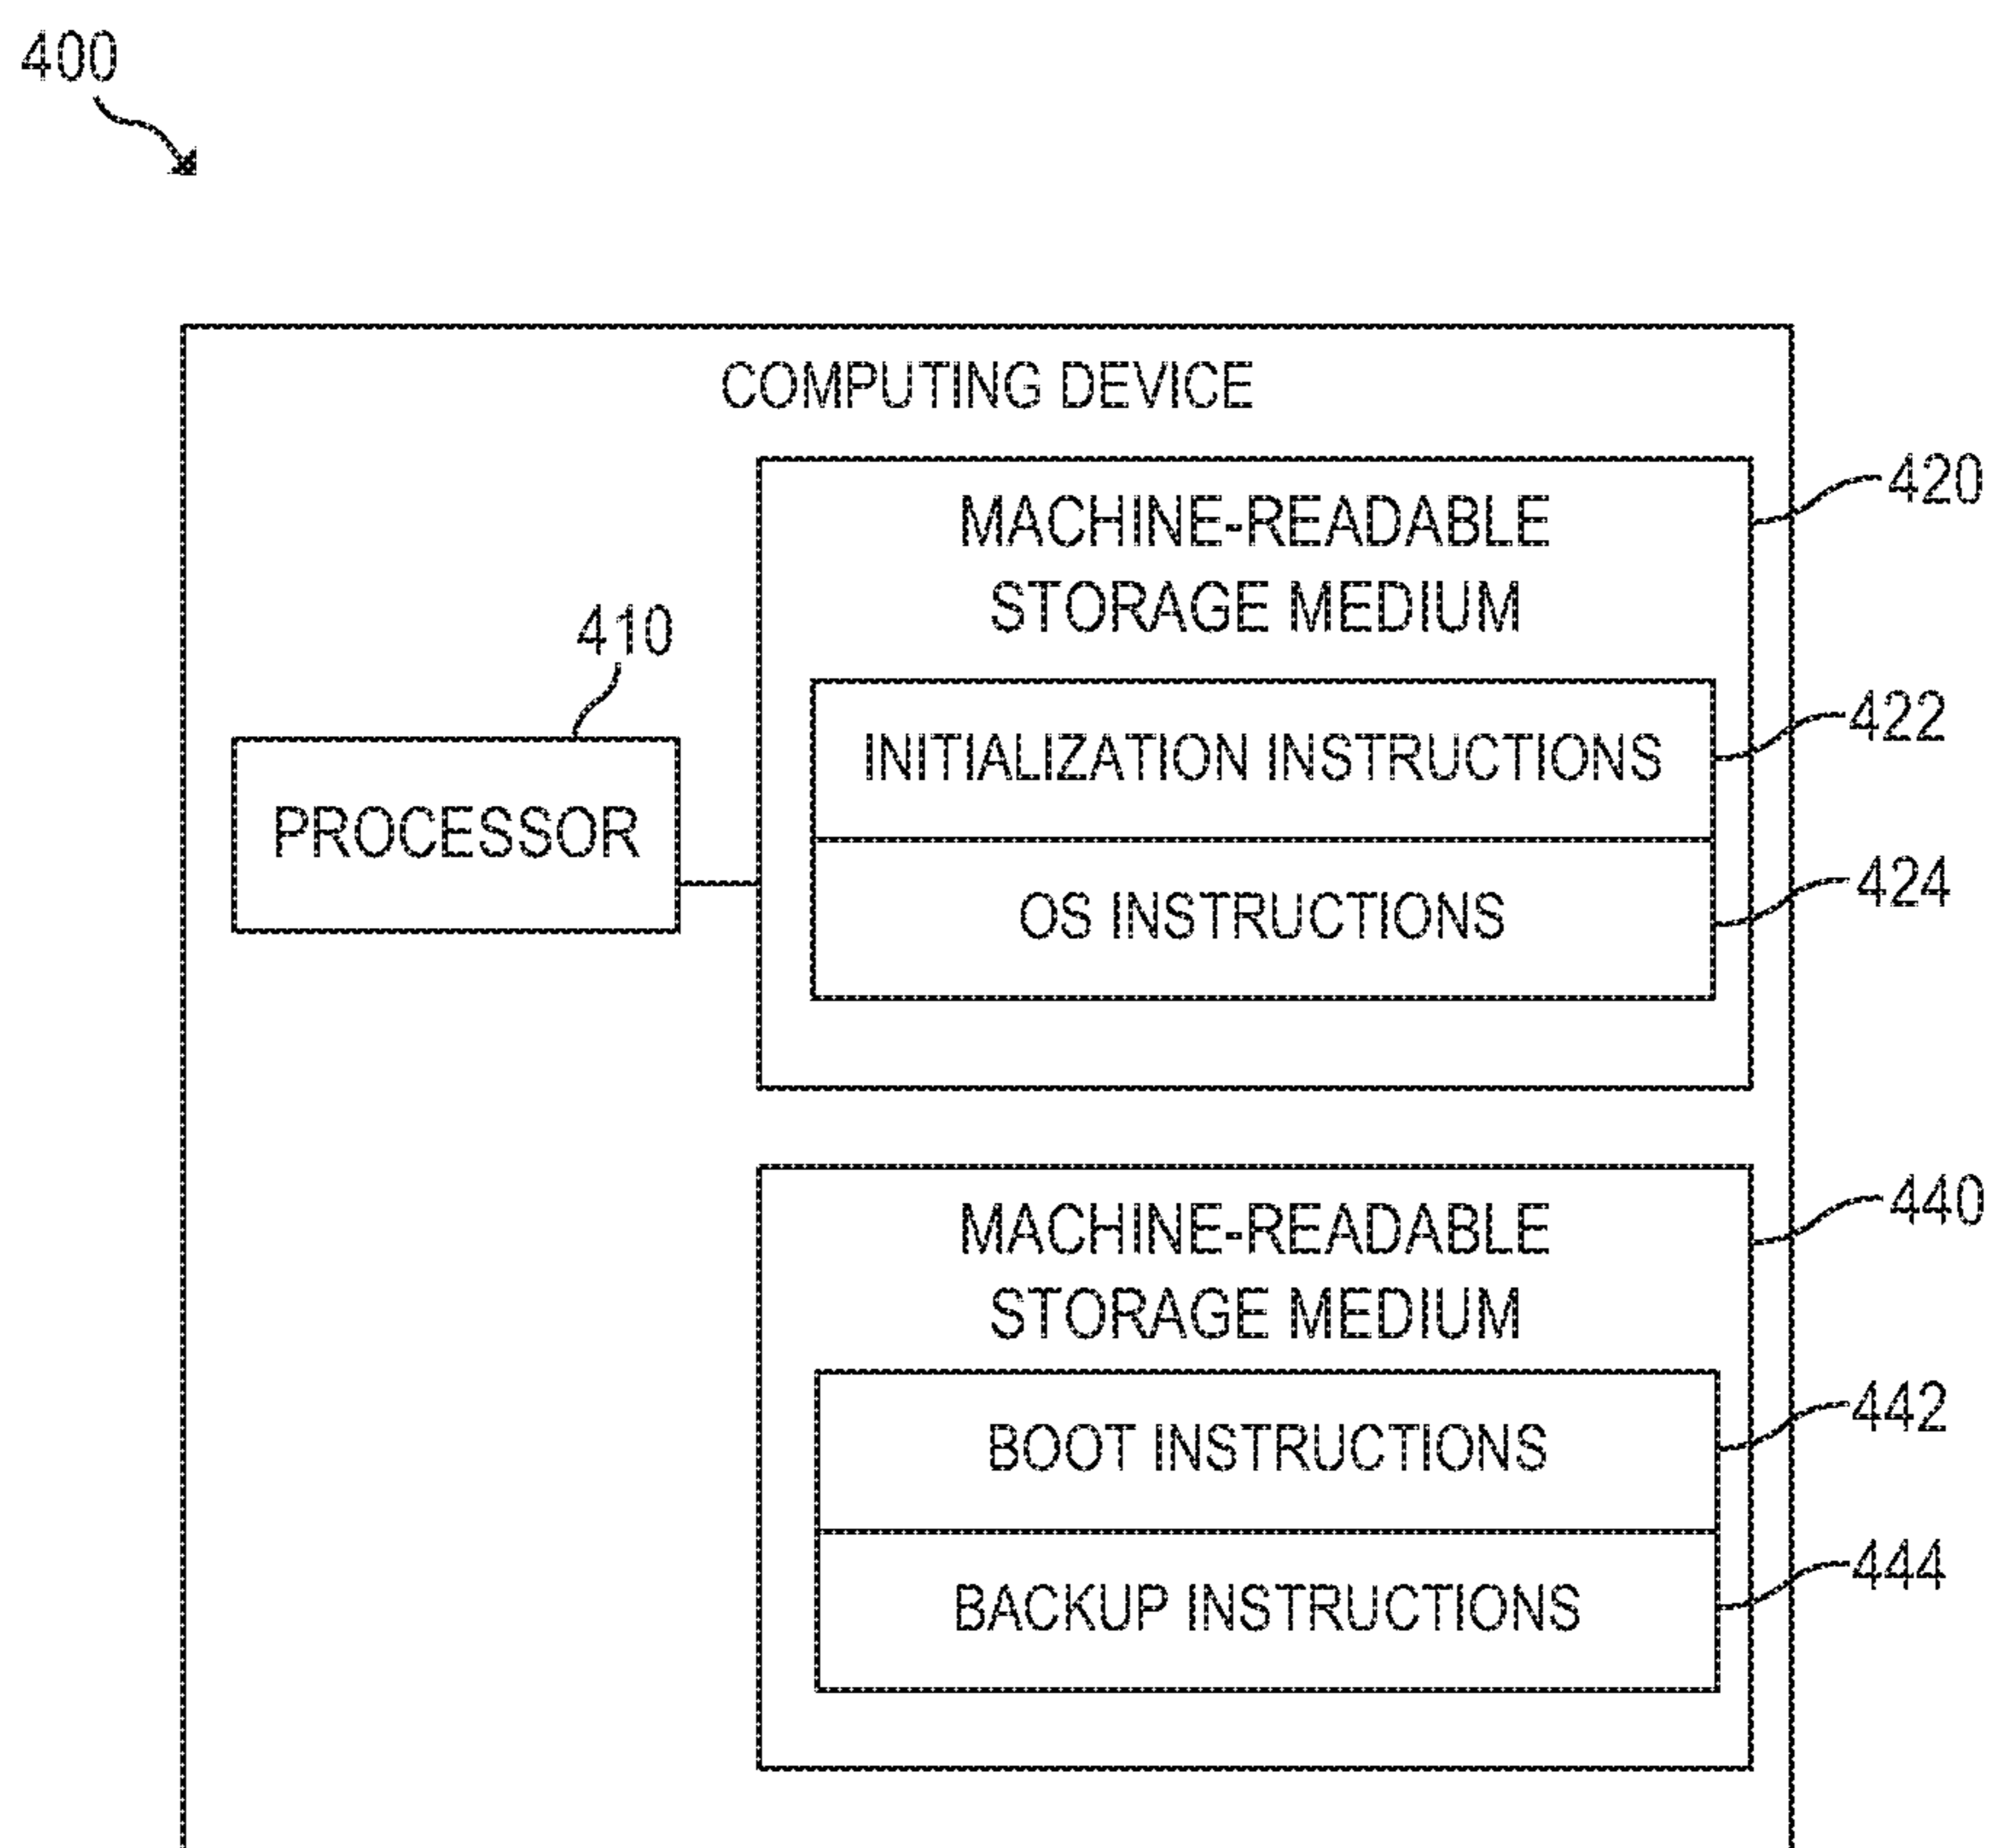 400
COMPUTING DEVICE
420
MACHINE-READABLE
STORAGE MEDIUM
410
422
INITIALIZATION INSTRUCTIONS
PROCESSOR
424
OS INSTRUCTIONS
440
MACHINE-READABLE
STORAGE MEDIUM
442
BOOT INSTRUCTIONS
444
BACKUP INSTRUCTIONS